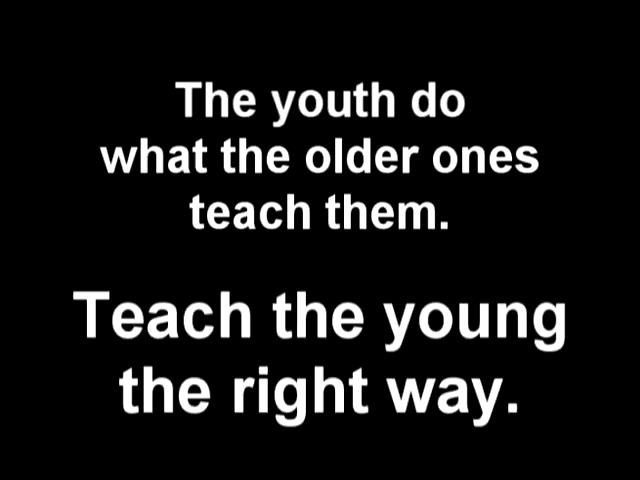 The youth do
what the older ones
teach them.
Teach the young
the right way.